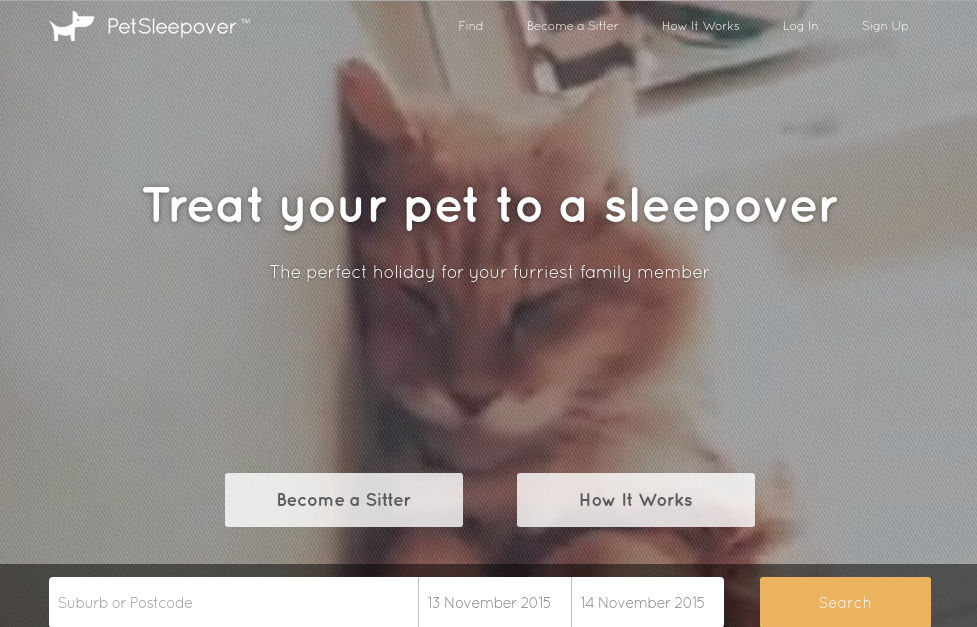 PetSleepover™
Find
Become a Sitter
How It Works
Log In
Sign Up
Treat your pet to a sleepover
The perfect holiday for your furriest family member
Become a Sitter
How It Works
Suburb or Postcode
13 November 2015
14 November 2015
Search